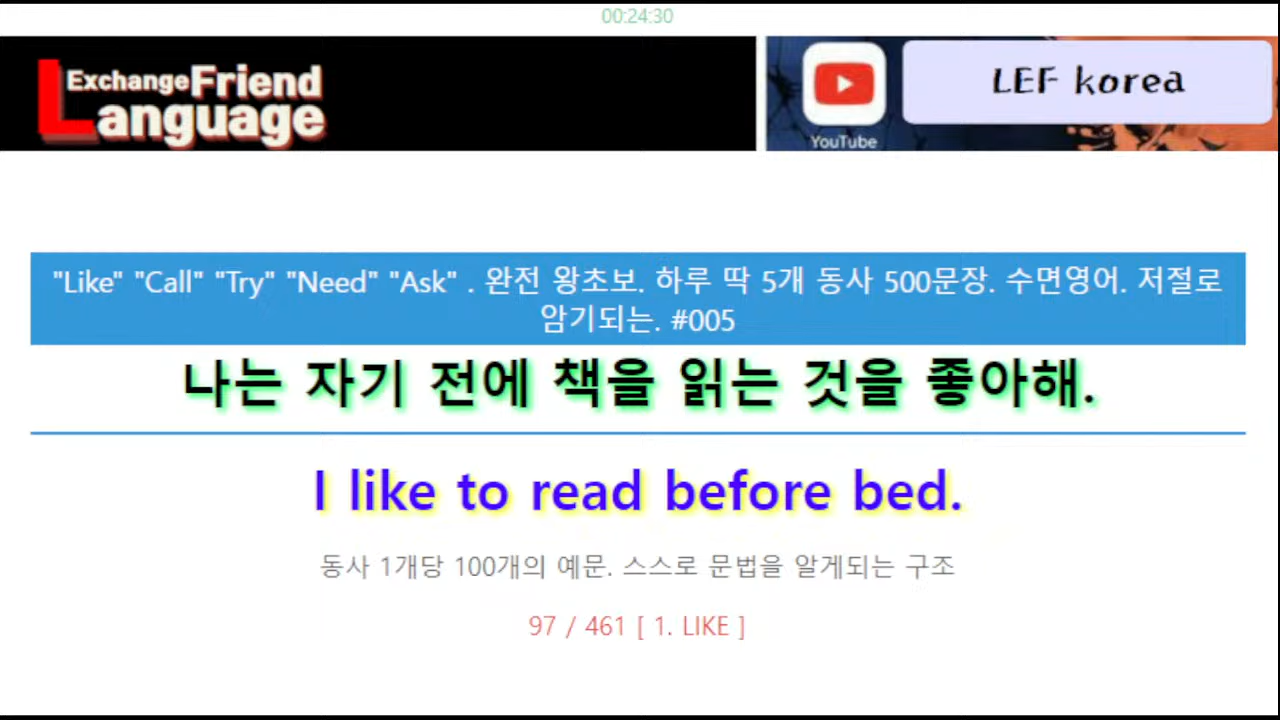 00:24:30
ExchangeFriend
Language
LEF korea
YouTube
"Like" "Call" "Try" "Need" "Ask" . 완전 왕초보. 하루 딱 5개 동사 500문장. 수면영어. 저절로
암기되는. #005
나는 자기 전에 책을 읽는 것을 좋아해.
I like to read before bed.
동사 1개당 100개의 예문. 스스로 문법을 알게되는 구조
97 / 461 [ 1. LIKE ]